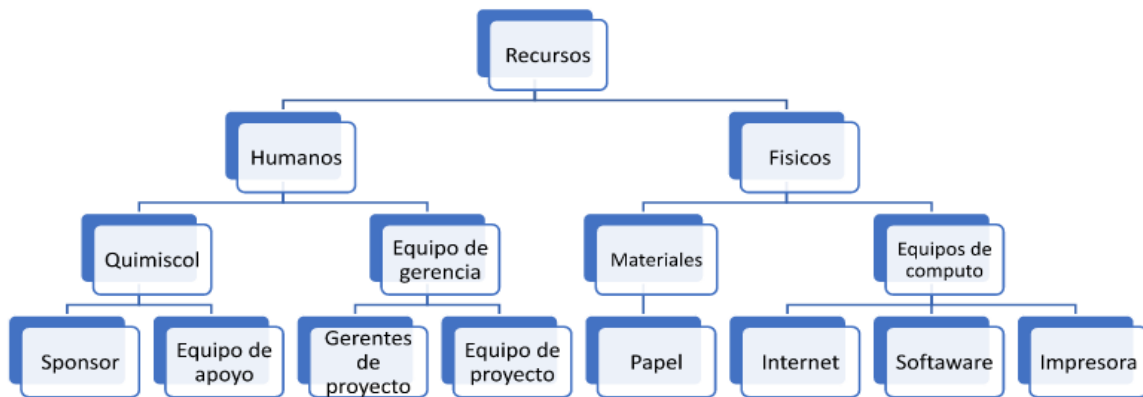 Recursos
Humanos
Fisicos
Quimiscol
Equipo de
gerencia
Materiales
Equipos de
computo
Sponsor
Equipo de
apoyo
Gerentes
de
proyecto
Equipo de
proyecto
Papel
Internet
Softaware
Impresora